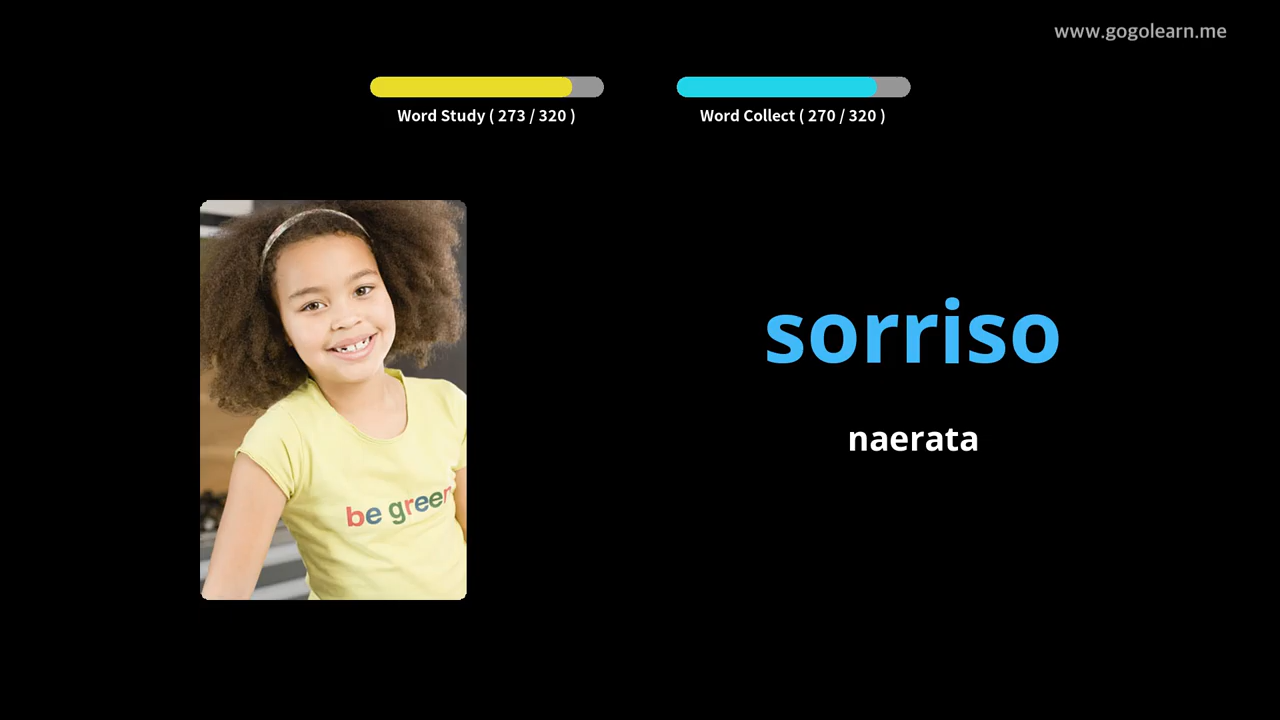 www.gogolearn.me
Word Study ( 273 / 320 )
Word Collect ( 270 / 320 )
sorriso
naerata
be green